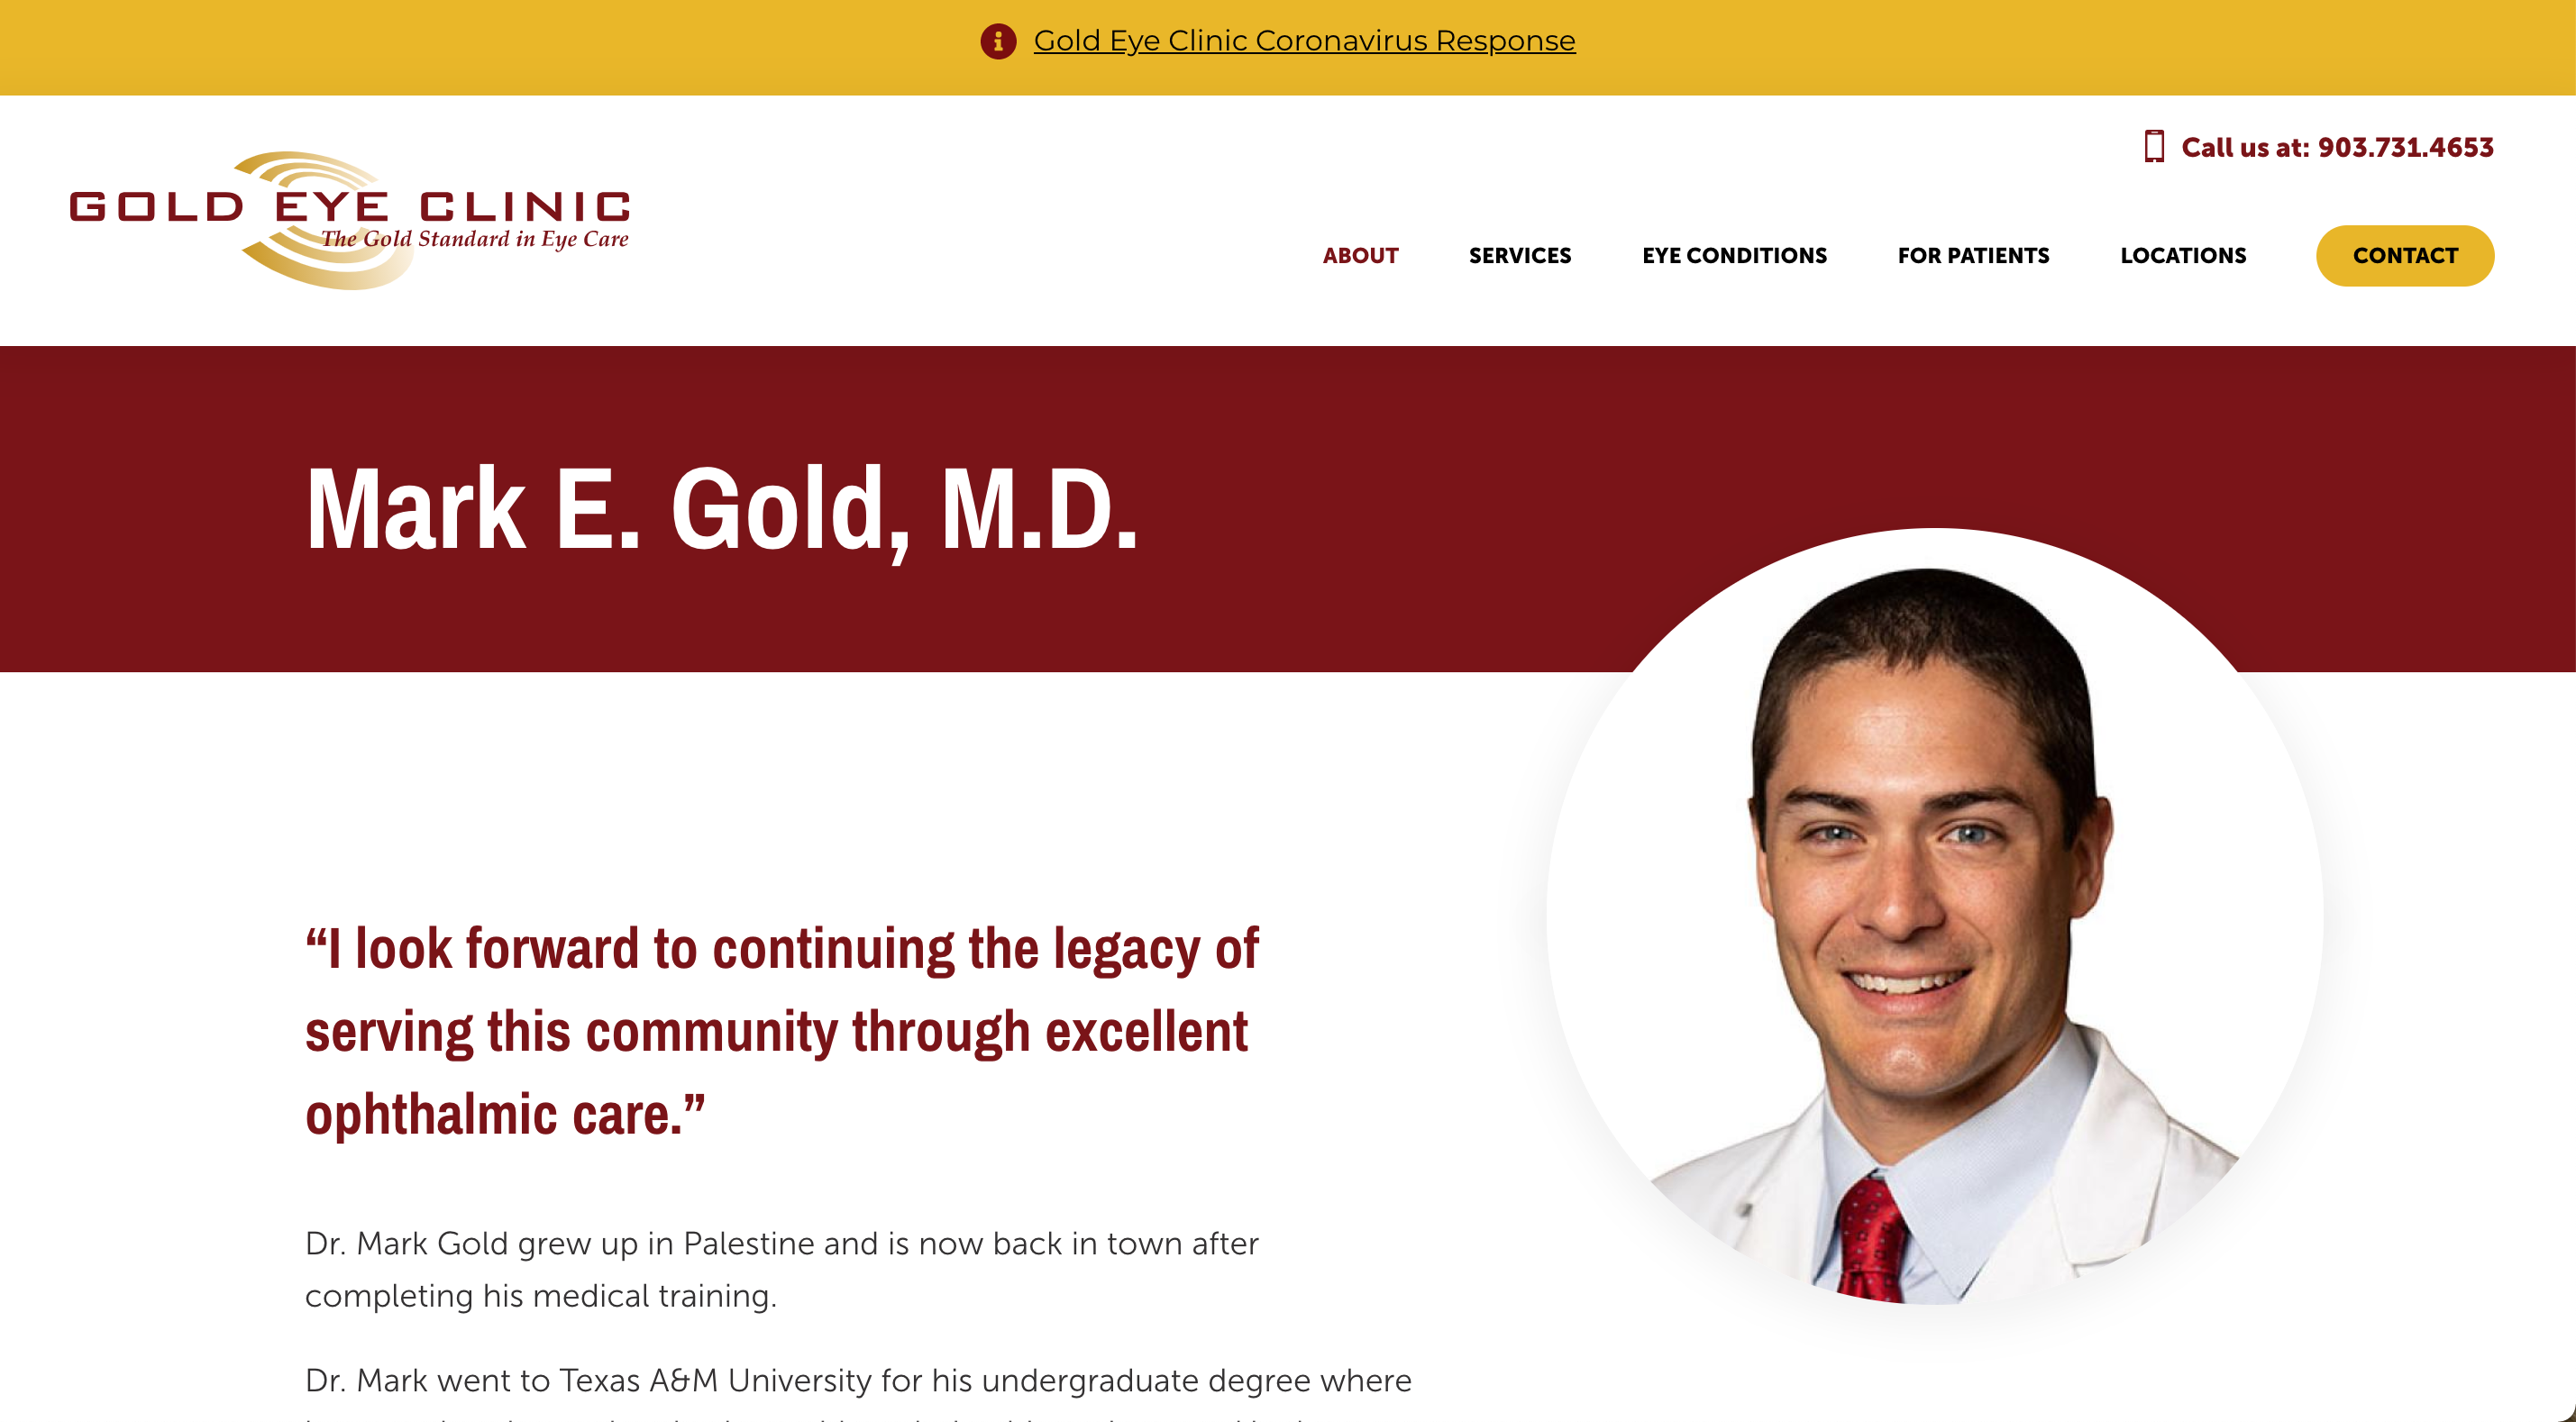 Gold Eye Clinic Coronavirus Response
Call us at: 903.731.4653
GOLD EYE CLINIC
The Gold Standard in Eye Care
ABOUT SERVICES EYE CONDITIONS FOR PATIENTS LOCATIONS CONTACT
Mark E. Gold, M.D.
“I look forward to continuing the legacy of
serving this community through excellent
ophthalmic care.”
Dr. Mark Gold grew up in Palestine and is now back in town after
completing his medical training.
Dr. Mark went to Texas A&M University for his undergraduate degree where